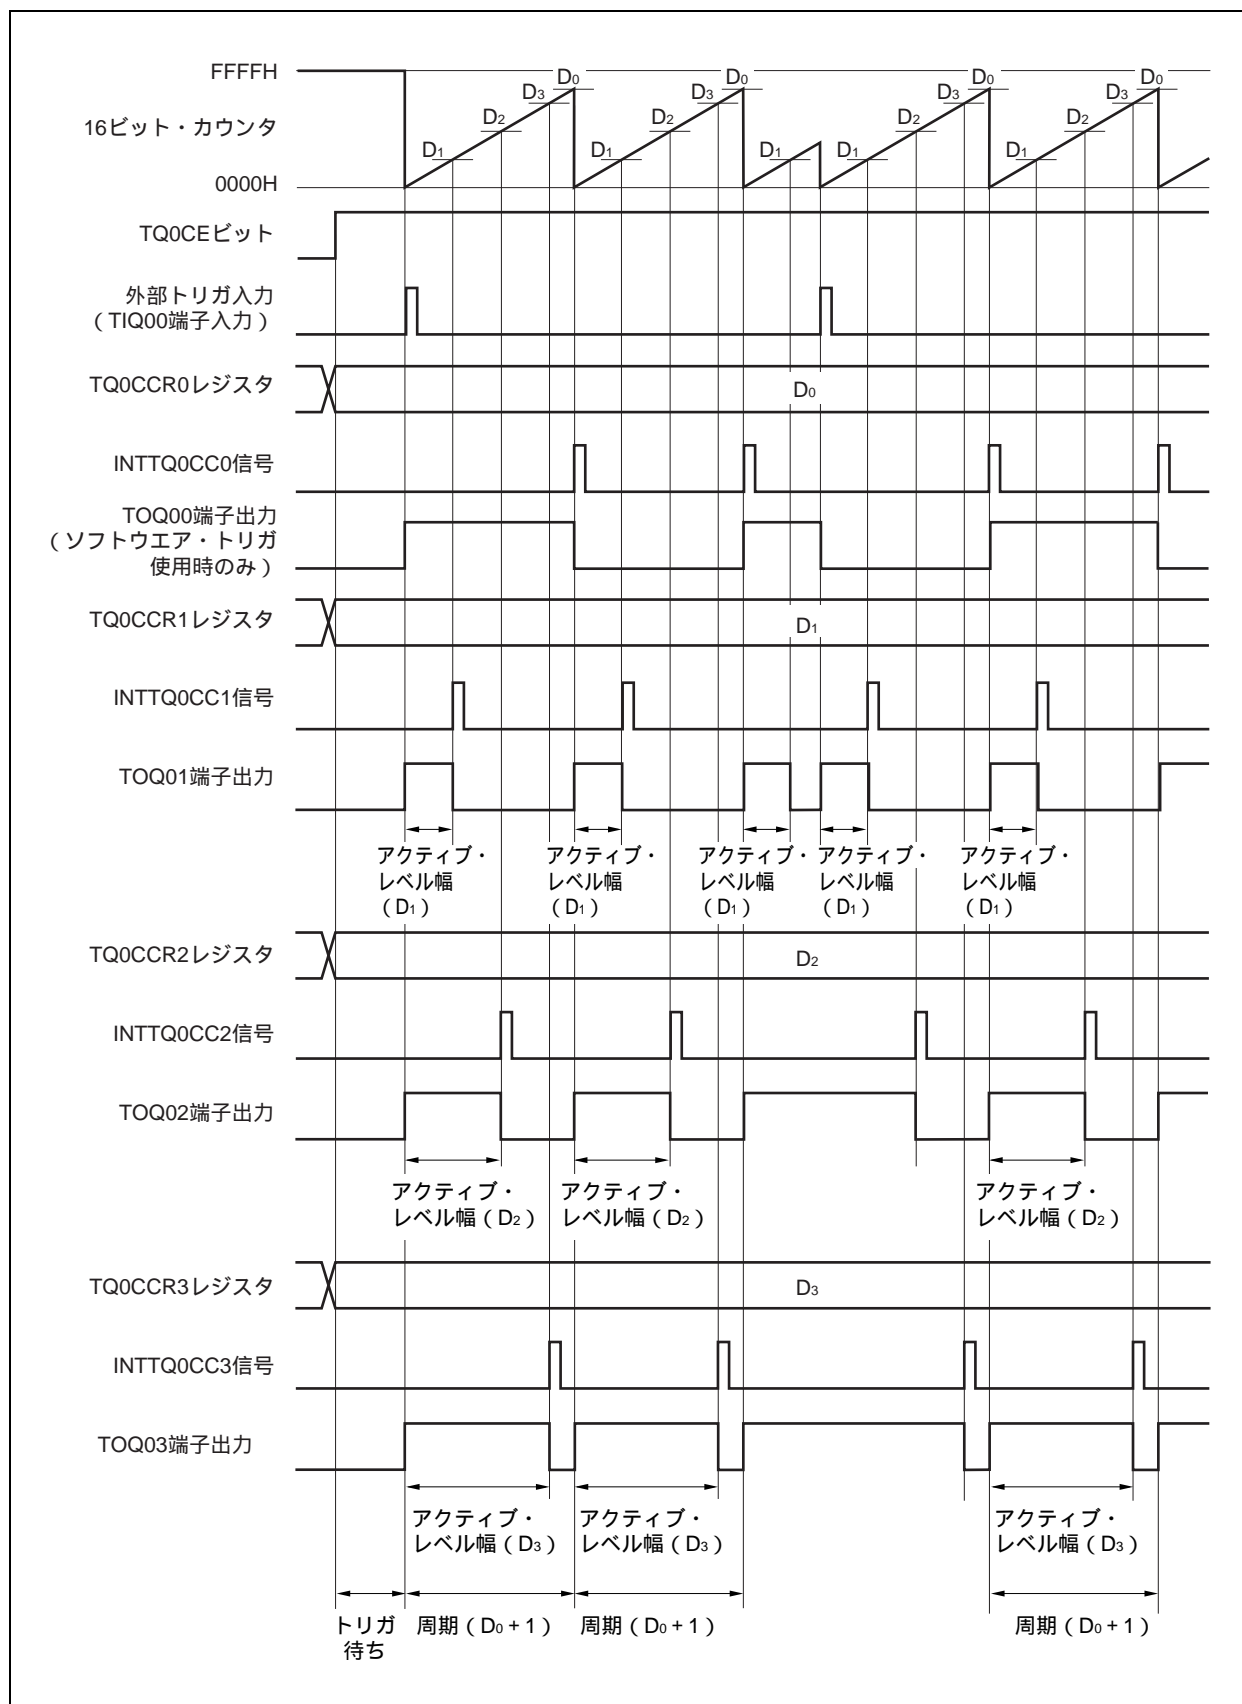 FFFFH
D0 D0 D0 D0
D3 D3 D3 D3
16ビット・カウンタ
D2 D2 D2 D2
D1 D1 D1 D1 D1
0000H
TQ0CEビット
外部トリガ入力
（TIQ00端子入力）
TQ0CCR0レジスタ
D0
INTTQ0CC0信号
TOQ00端子出力
（ソフトウエア・トリガ
使用時のみ）
TQ0CCR1レジスタ
D1
INTTQ0CC1信号
TOQ01端子出力
アクティブ・ アクティブ・ アクティブ・ アクティブ・ アクティブ・
レベル幅 レベル幅 レベル幅 レベル幅 レベル幅
（D1） （D1） （D1） （D1） （D1）
TQ0CCR2レジスタ
D2
INTTQ0CC2信号
TOQ02端子出力
アクティブ・ アクティブ・ アクティブ・
レベル幅（D2） レベル幅（D2） レベル幅（D2）
TQ0CCR3レジスタ
D3
INTTQ0CC3信号
TOQ03端子出力
アクティブ・ アクティブ・ アクティブ・
レベル幅（D3） レベル幅（D3） レベル幅（D3）
トリガ 周期（D0 + 1） 周期（D0 + 1） 周期（D0 + 1）
待ち